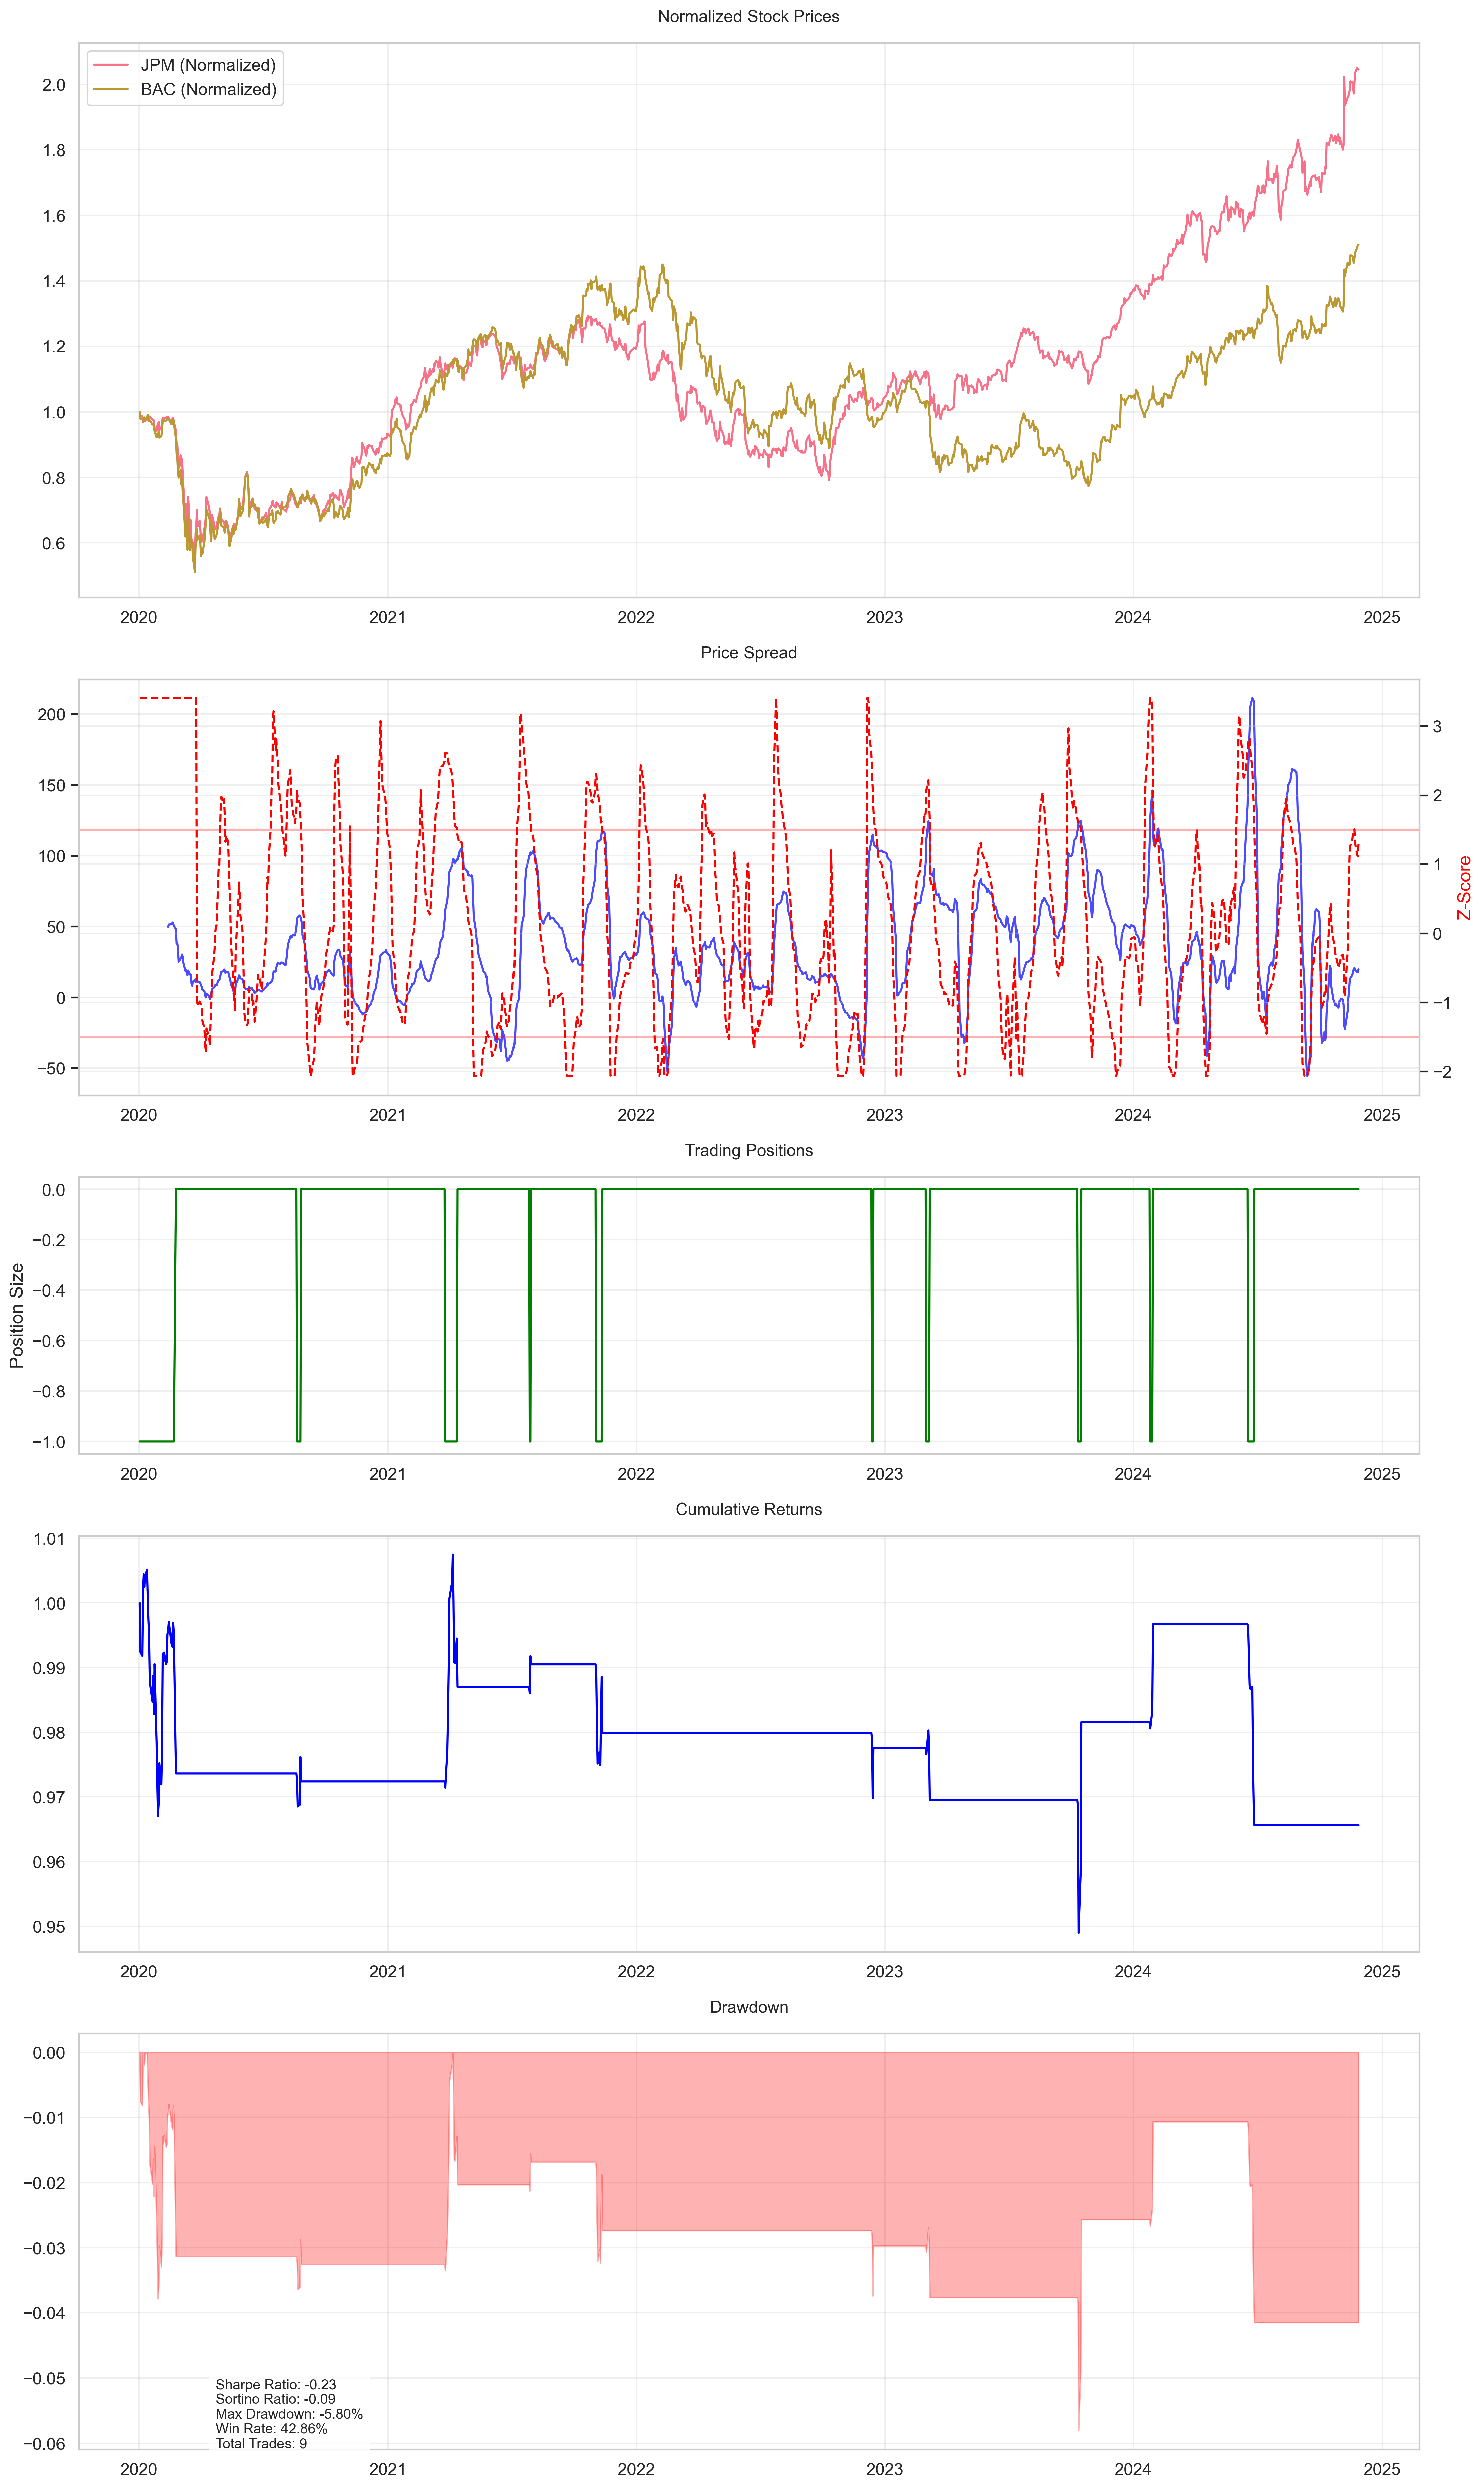 Normalized Stock Prices
JPM (Normalized)
BAC (Normalized)
2.0
1.8
1.6
1.4
1.2
1.0
0.8
0.6
2020 2021 2022 2023 2024 2025
Price Spread
200
150
100
50
0
−50
3
2
1
0
−1
−2
Z-Score
2020 2021 2022 2023 2024 2025
Trading Positions
Position Size
0.0
−0.2
−0.4
−0.6
−0.8
−1.0
2020 2021 2022 2023 2024 2025
Cumulative Returns
1.01
1.00
0.99
0.98
0.97
0.96
0.95
2020 2021 2022 2023 2024 2025
Drawdown
0.00
−0.01
−0.02
−0.03
−0.04
−0.05
−0.06
Sharpe Ratio: -0.23
Sortino Ratio: -0.09
Max Drawdown: -5.80%
Win Rate: 42.86%
Total Trades: 9
2020 2021 2022 2023 2024 2025